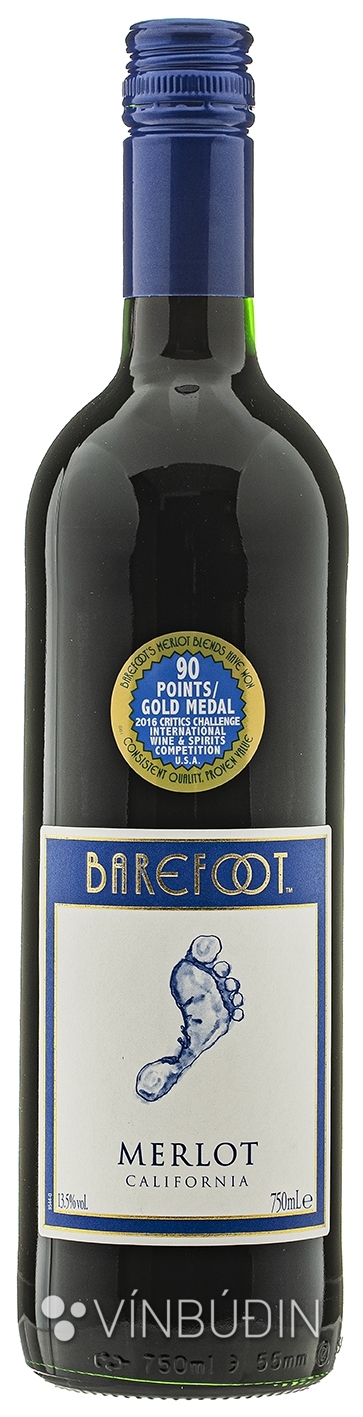 BAREFOOT'S MERLOT BLENDS HAVE WON
90
POINTS/
GOLD MEDAL
2016 CRITICS CHALLENGE
INTERNATIONAL
WINE & SPIRITS
COMPETITION
U.S.A.
CONSISTENT QUALITY, PROVEN VALUE
BAREFOOT™
MERLOT
CALIFORNIA
13.5% vol.
750mL e
VÍNBÚÐIN
750ml 55mm